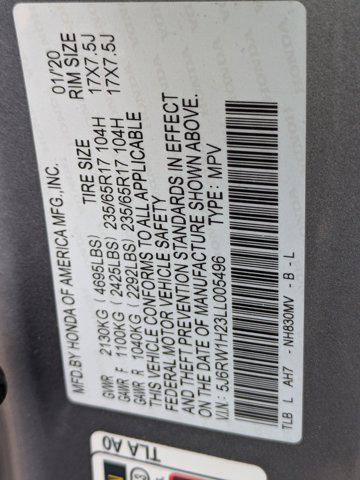 MFD.BY HONDA OF AMERICA MFG.,INC. 01/20
TIRE SIZE RIM SIZE
GVWR 2130KG (4695LBS)
GAWR F 1100KG (2425LBS) 235/65R17 104H 17X7.5J
GAWR R 1040KG (2292LBS) 235/65R17 104H 17X7.5J
THIS VEHICLE CONFORMS TO ALL APPLICABLE
FEDERAL MOTOR VEHICLE SAFETY
AND THEFT PREVENTION STANDARDS IN EFFECT
ON THE DATE OF MANUFACTURE SHOWN ABOVE.
V.I.N.: 5J6RW1H23LL005496 TYPE: MPV
TLB L AH7 - NH830MV - B - L
TLA A0